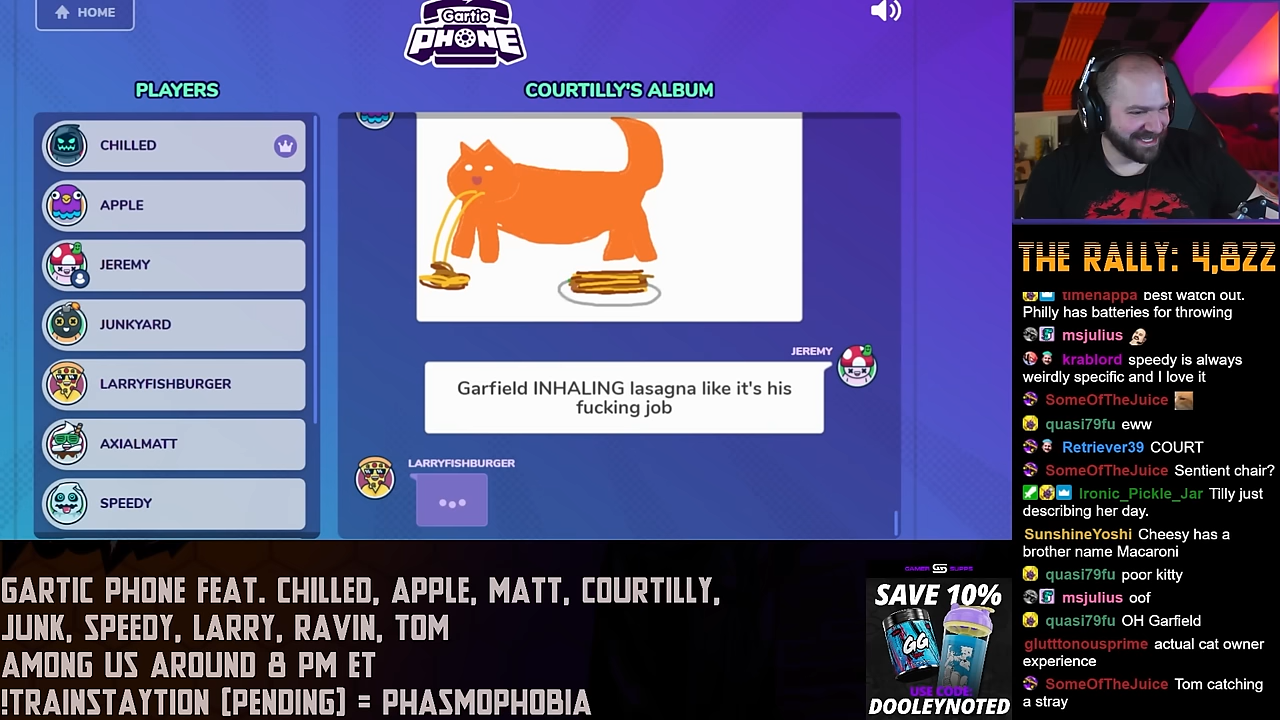 HOME
Gartic
PHONE
PLAYERS
COURTILLY'S ALBUM
CHILLED
APPLE
JEREMY
JUNKYARD
LARRYFISHBURGER
AXIALMATT
SPEEDY
JEREMY
Garfield INHALING lasagna like it's his
fucking job
LARRYFISHBURGER
THE RALLY: 4,822
timenappa best watch out.
Philly has batteries for throwing
msjulius
krablord speedy is always
weirdly specific and I love it
SomeOfTheJuice
quasi79fu eww
Retriever39 COURT
SomeOfTheJuice Sentient chair?
Ironic_Pickle_Jar Tilly just
describing her day.
SunshineYoshi Cheesy has a
brother name Macaroni
quasi79fu poor kitty
msjulius oof
quasi79fu OH Garfield
glutttonousprime actual cat owner
experience
SomeOfTheJuice Tom catching
a stray
GARTIC PHONE FEAT. CHILLED, APPLE, MATT, COURTILLY,
JUNK, SPEEDY, LARRY, RAVIN, TOM
AMONG US AROUND 8 PM ET
!TRAINSTAYTION (PENDING) = PHASMOPHOBIA
GAMER SUPPS
SAVE 10%
GG
USE CODE:
DOOLEYNOTED